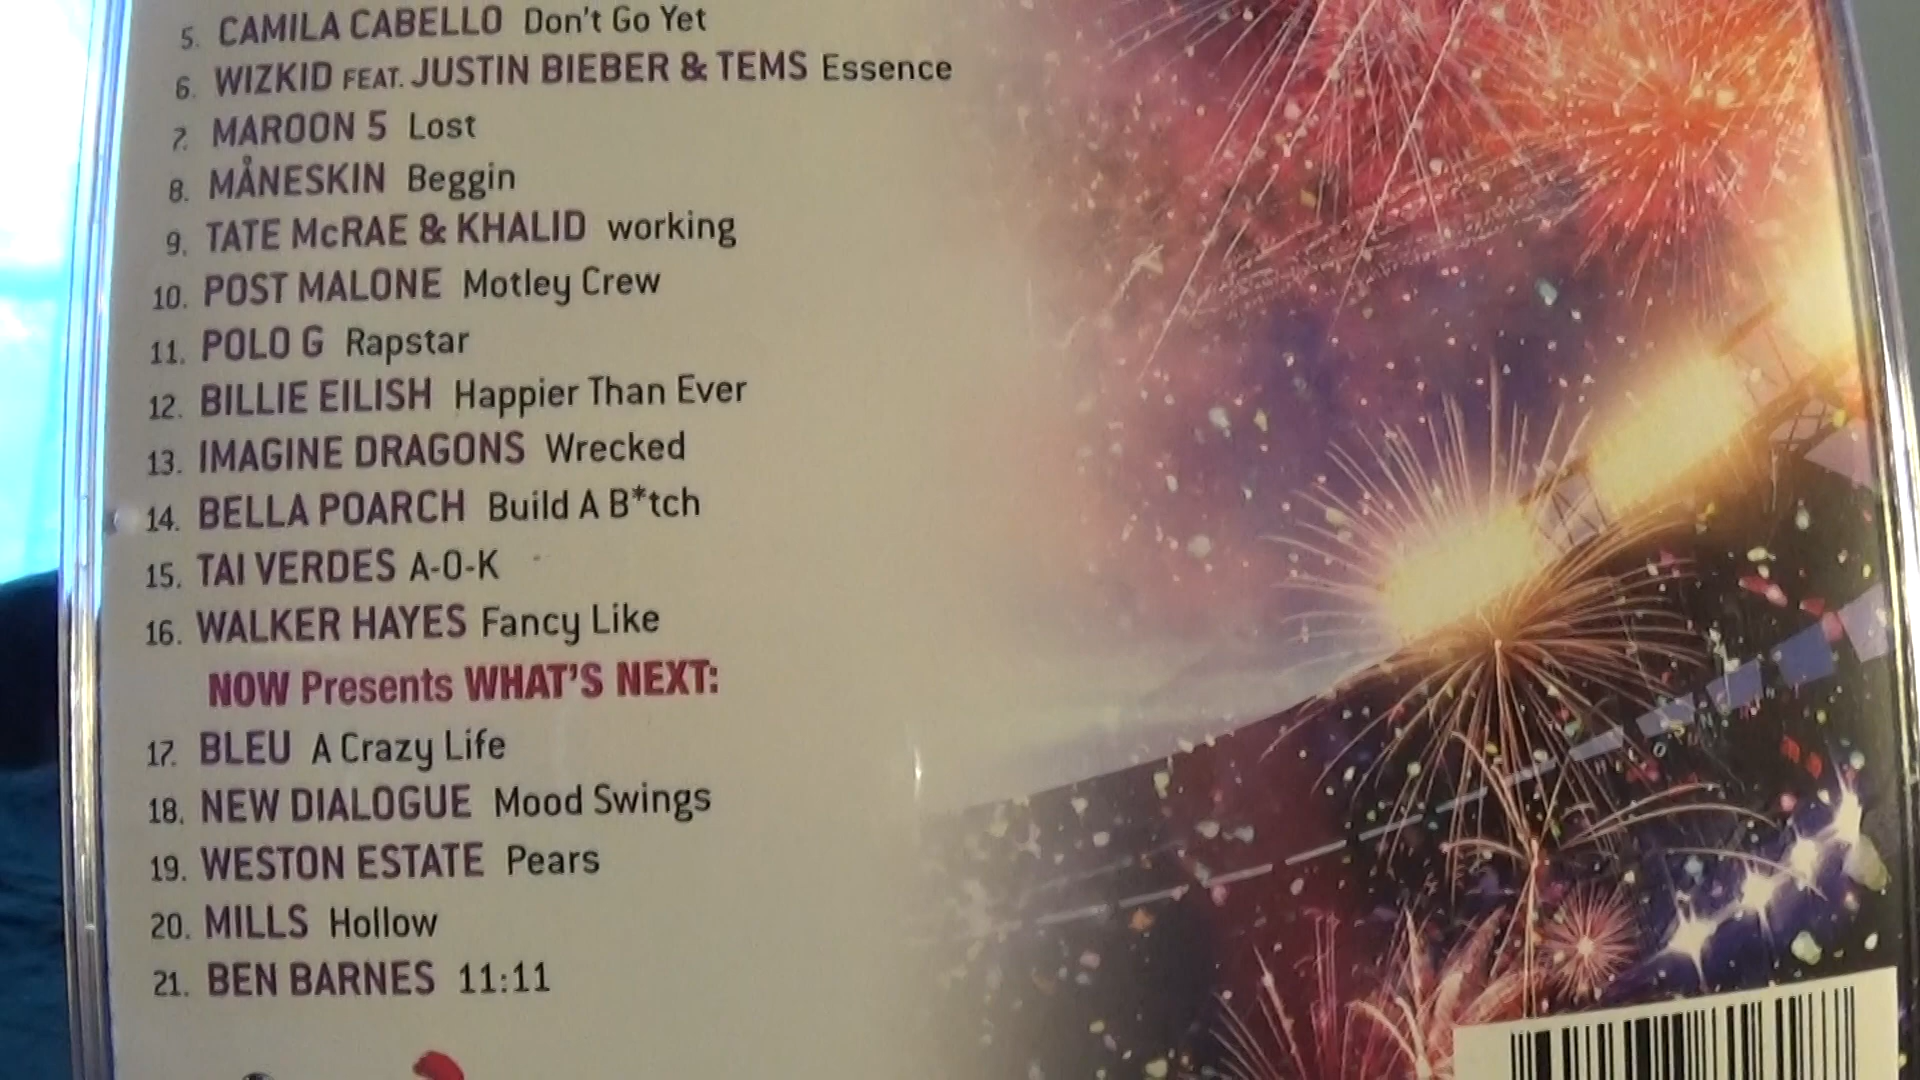 5. CAMILA CABELLO Don't Go Yet
6. WIZKID FEAT. JUSTIN BIEBER & TEMS Essence
7. MAROON 5 Lost
8. MÅNESKIN Beggin
9. TATE McRAE & KHALID working
10. POST MALONE Motley Crew
11. POLO G Rapstar
12. BILLIE EILISH Happier Than Ever
13. IMAGINE DRAGONS Wrecked
14. BELLA POARCH Build A B*tch
15. TAI VERDES A-O-K
16. WALKER HAYES Fancy Like
NOW Presents WHAT'S NEXT:
17. BLEU A Crazy Life
18. NEW DIALOGUE Mood Swings
19. WESTON ESTATE Pears
20. MILLS Hollow
21. BEN BARNES 11:11